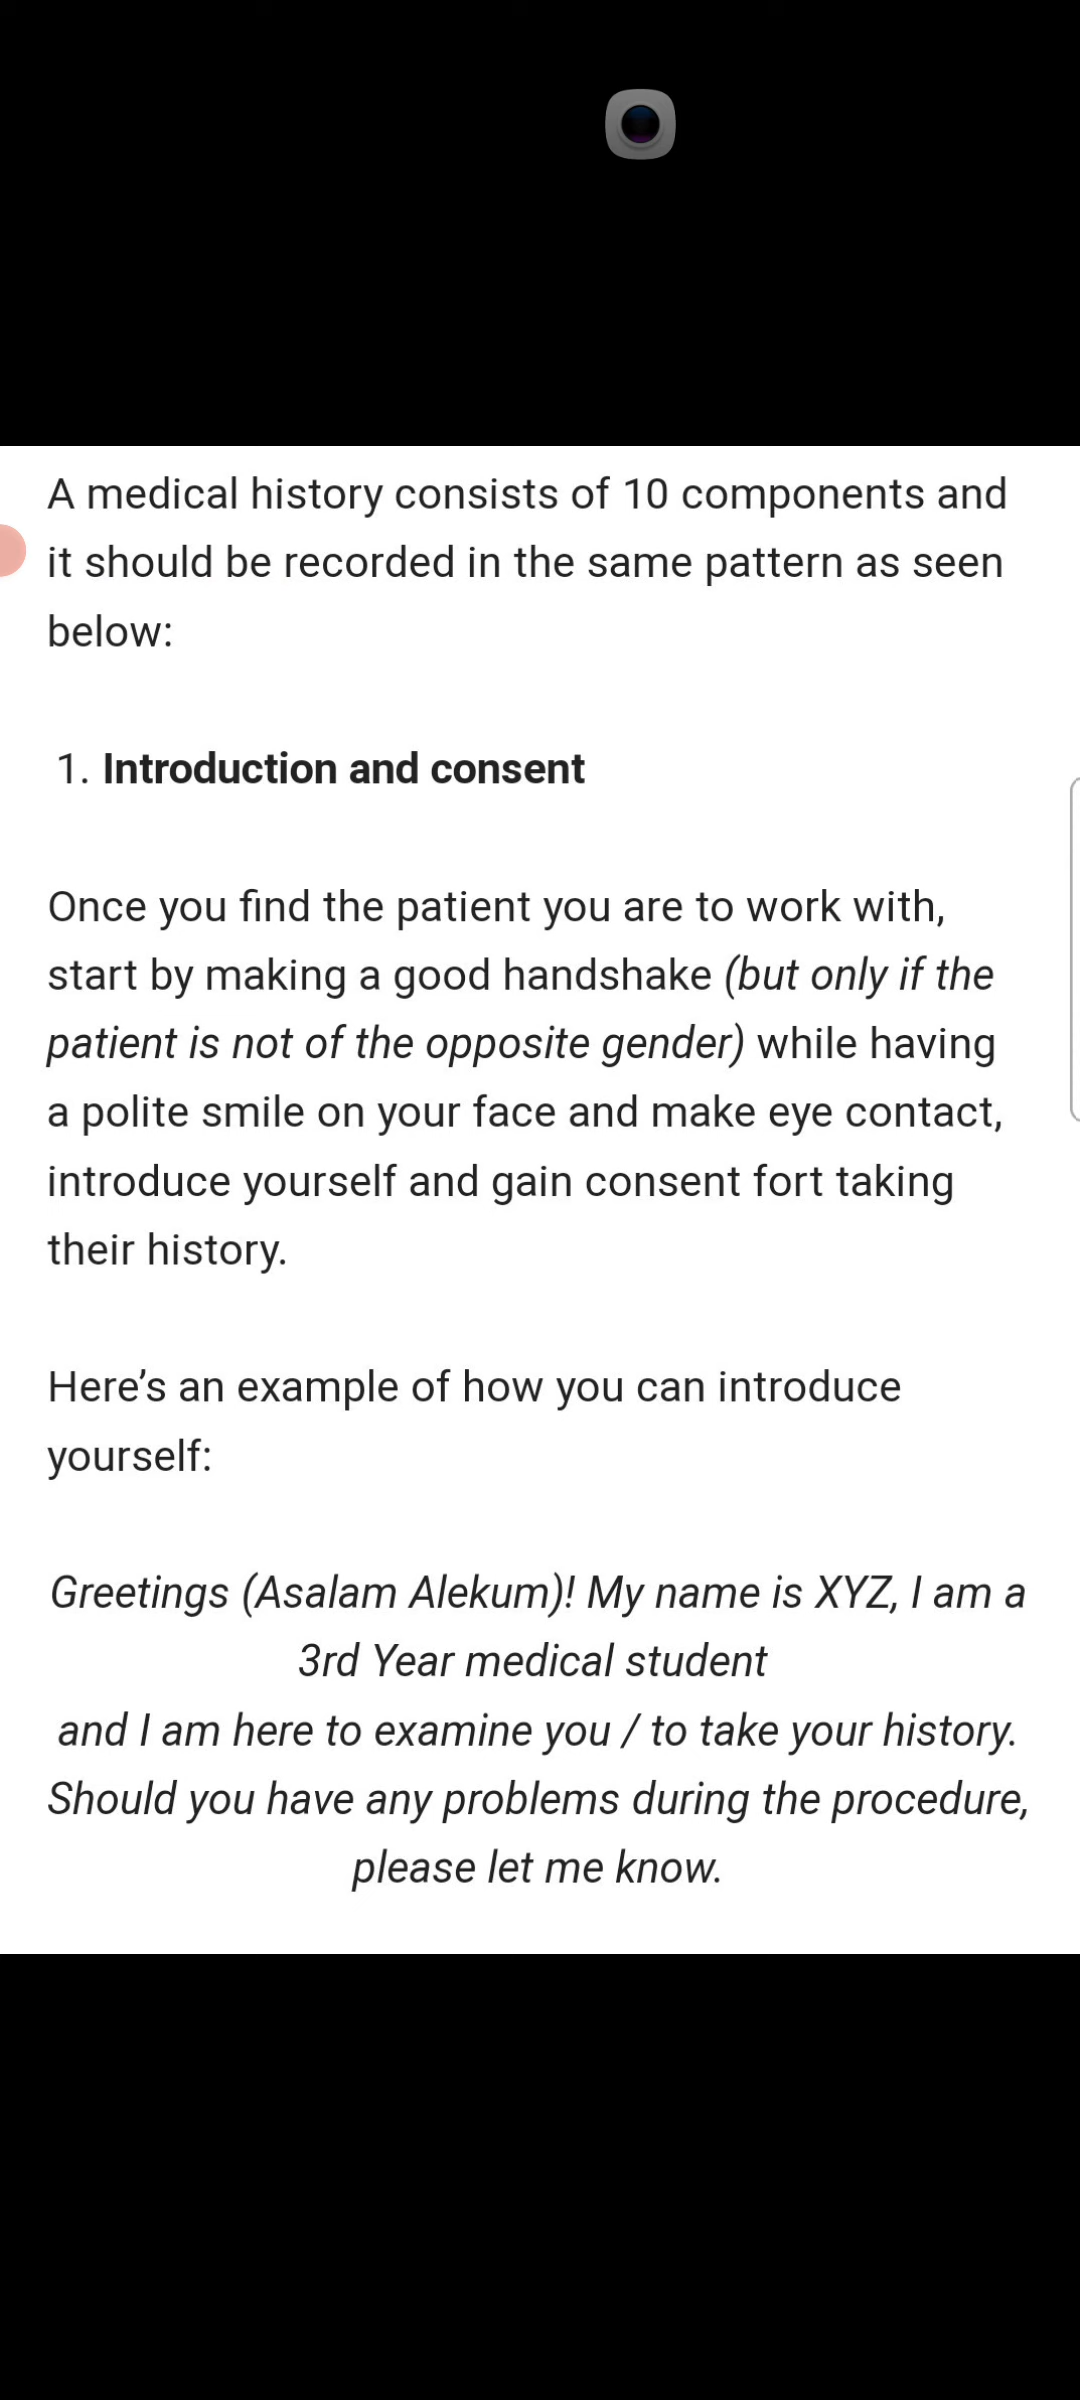 A medical history consists of 10 components and
it should be recorded in the same pattern as seen
below:
1. Introduction and consent
Once you find the patient you are to work with,
start by making a good handshake (but only if the
patient is not of the opposite gender) while having
a polite smile on your face and make eye contact,
introduce yourself and gain consent fort taking
their history.
Here’s an example of how you can introduce
yourself:
Greetings (Asalam Alekum)! My name is XYZ, I am a
3rd Year medical student
and I am here to examine you / to take your history.
Should you have any problems during the procedure,
please let me know.